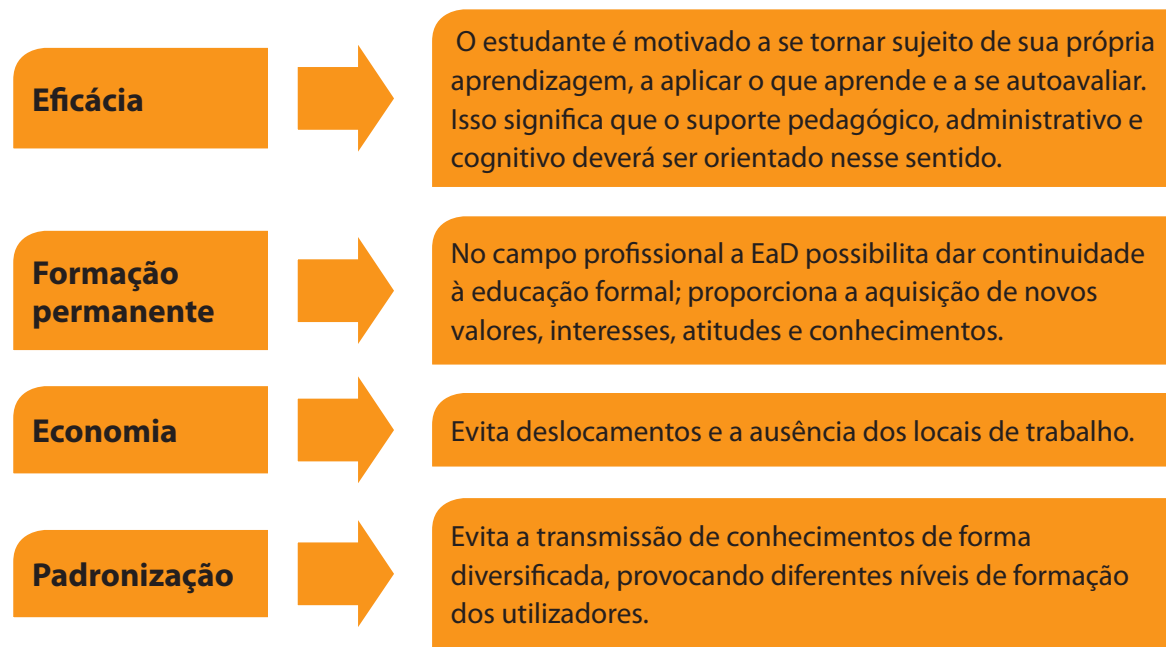 Eficácia
O estudante é motivado a se tornar sujeito de sua própria
aprendizagem, a aplicar o que aprende e a se autoavaliar.
Isso significa que o suporte pedagógico, administrativo e
cognitivo deverá ser orientado nesse sentido.
Formação
permanente
No campo profissional a EaD possibilita dar continuidade
à educação formal; proporciona a aquisição de novos
valores, interesses, atitudes e conhecimentos.
Economia
Evita deslocamentos e a ausência dos locais de trabalho.
Padronização
Evita a transmissão de conhecimentos de forma
diversificada, provocando diferentes níveis de formação
dos utilizadores.